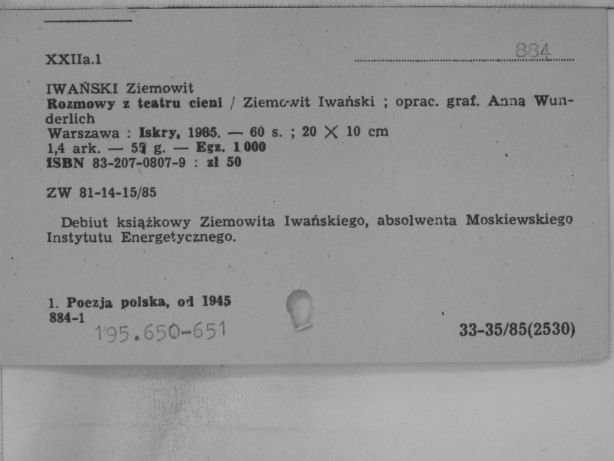 XXIIa.1
884
IWAŃSKI Ziemowit
Rozmowy z teatru cieni / Ziemowit Iwański ; oprac. graf. Anna Wun-
derlich
Warszawa : Iskry, 1985. — 60 s. ; 20 × 10 cm
1,4 ark. — 57 g. — Egz. 1 000
ISBN 83-207-0807-9 : zł 50
ZW 81-14-15/85
Debiut książkowy Ziemowita Iwańskiego, absolwenta Moskiewskiego
Instytutu Energetycznego.
1. Poezja polska, od 1945
884-1
195.650-651
33-35/85(2530)